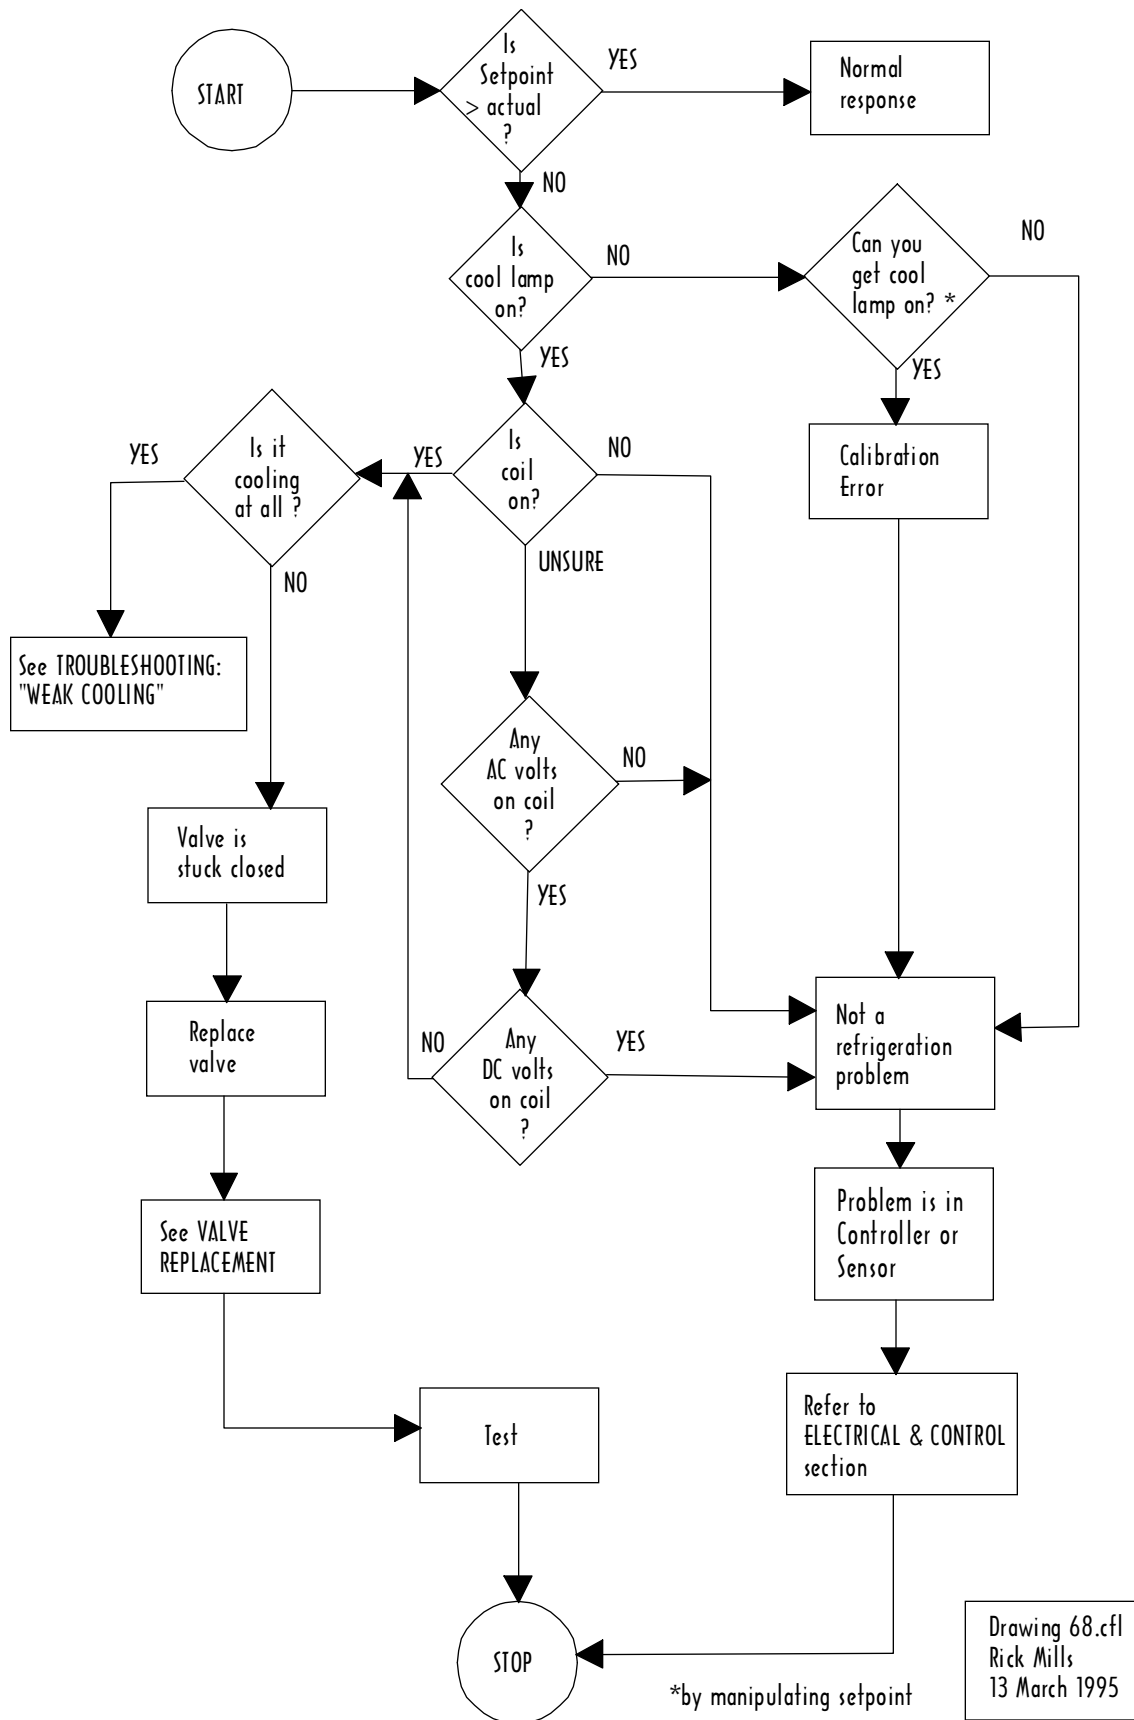 START
Is
Setpoint
> actual
?
YES
Normal
response
NO
Is
cool lamp
on?
NO
Can you
get cool
lamp on? *
NO
YES
YES
Calibration
Error
Is
coil
on?
NO
YES
Is it
cooling
at all ?
YES
NO
UNSURE
See TROUBLESHOOTING:
"WEAK COOLING"
Any
AC volts
on coil
?
NO
YES
Valve is
stuck closed
Replace
valve
Any
DC volts
on coil
?
NO
YES
Not a
refrigeration
problem
See VALVE
REPLACEMENT
Problem is in
Controller or
Sensor
Test
Refer to
ELECTRICAL & CONTROL
section
STOP
*by manipulating setpoint
Drawing 68.cfl
Rick Mills
13 March 1995